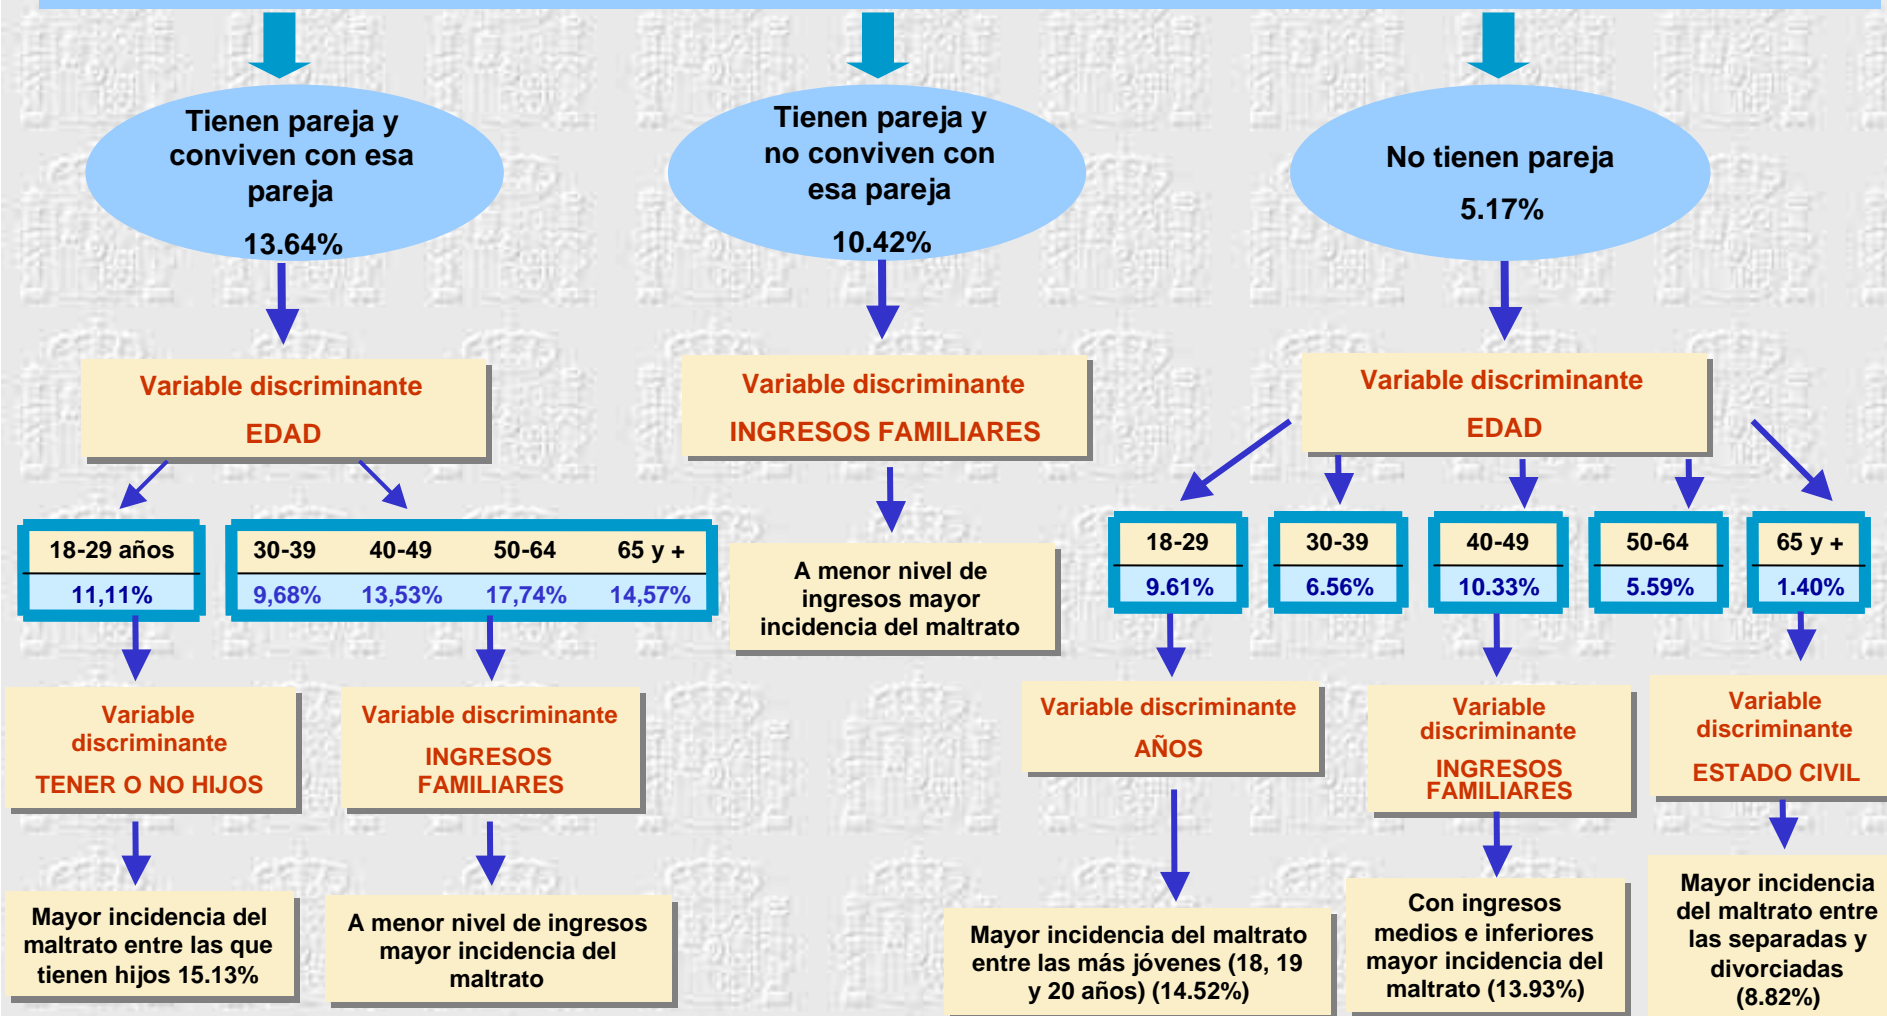 Tienen pareja y
conviven con esa
pareja
13.64%
Tienen pareja y
no conviven con
esa pareja
10.42%
No tienen pareja
5.17%
Variable discriminante
EDAD
Variable discriminante
INGRESOS FAMILIARES
Variable discriminante
EDAD
18-29 años
11,11%
30-39 40-49 50-64 65 y +
9,68% 13,53% 17,74% 14,57%
A menor nivel de
ingresos mayor
incidencia del maltrato
18-29
9.61%
30-39
6.56%
40-49
10.33%
50-64
5.59%
65 y +
1.40%
Variable
discriminante
TENER O NO HIJOS
Variable discriminante
INGRESOS
FAMILIARES
Variable discriminante
AÑOS
Variable
discriminante
INGRESOS
FAMILIARES
Variable
discriminante
ESTADO CIVIL
Mayor incidencia del
maltrato entre las que
tienen hijos 15.13%
A menor nivel de ingresos
mayor incidencia del
maltrato
Mayor incidencia del maltrato
entre las más jóvenes (18, 19
y 20 años) (14.52%)
Con ingresos
medios e inferiores
mayor incidencia del
maltrato (13.93%)
Mayor incidencia
del maltrato entre
las separadas y
divorciadas
(8.82%)